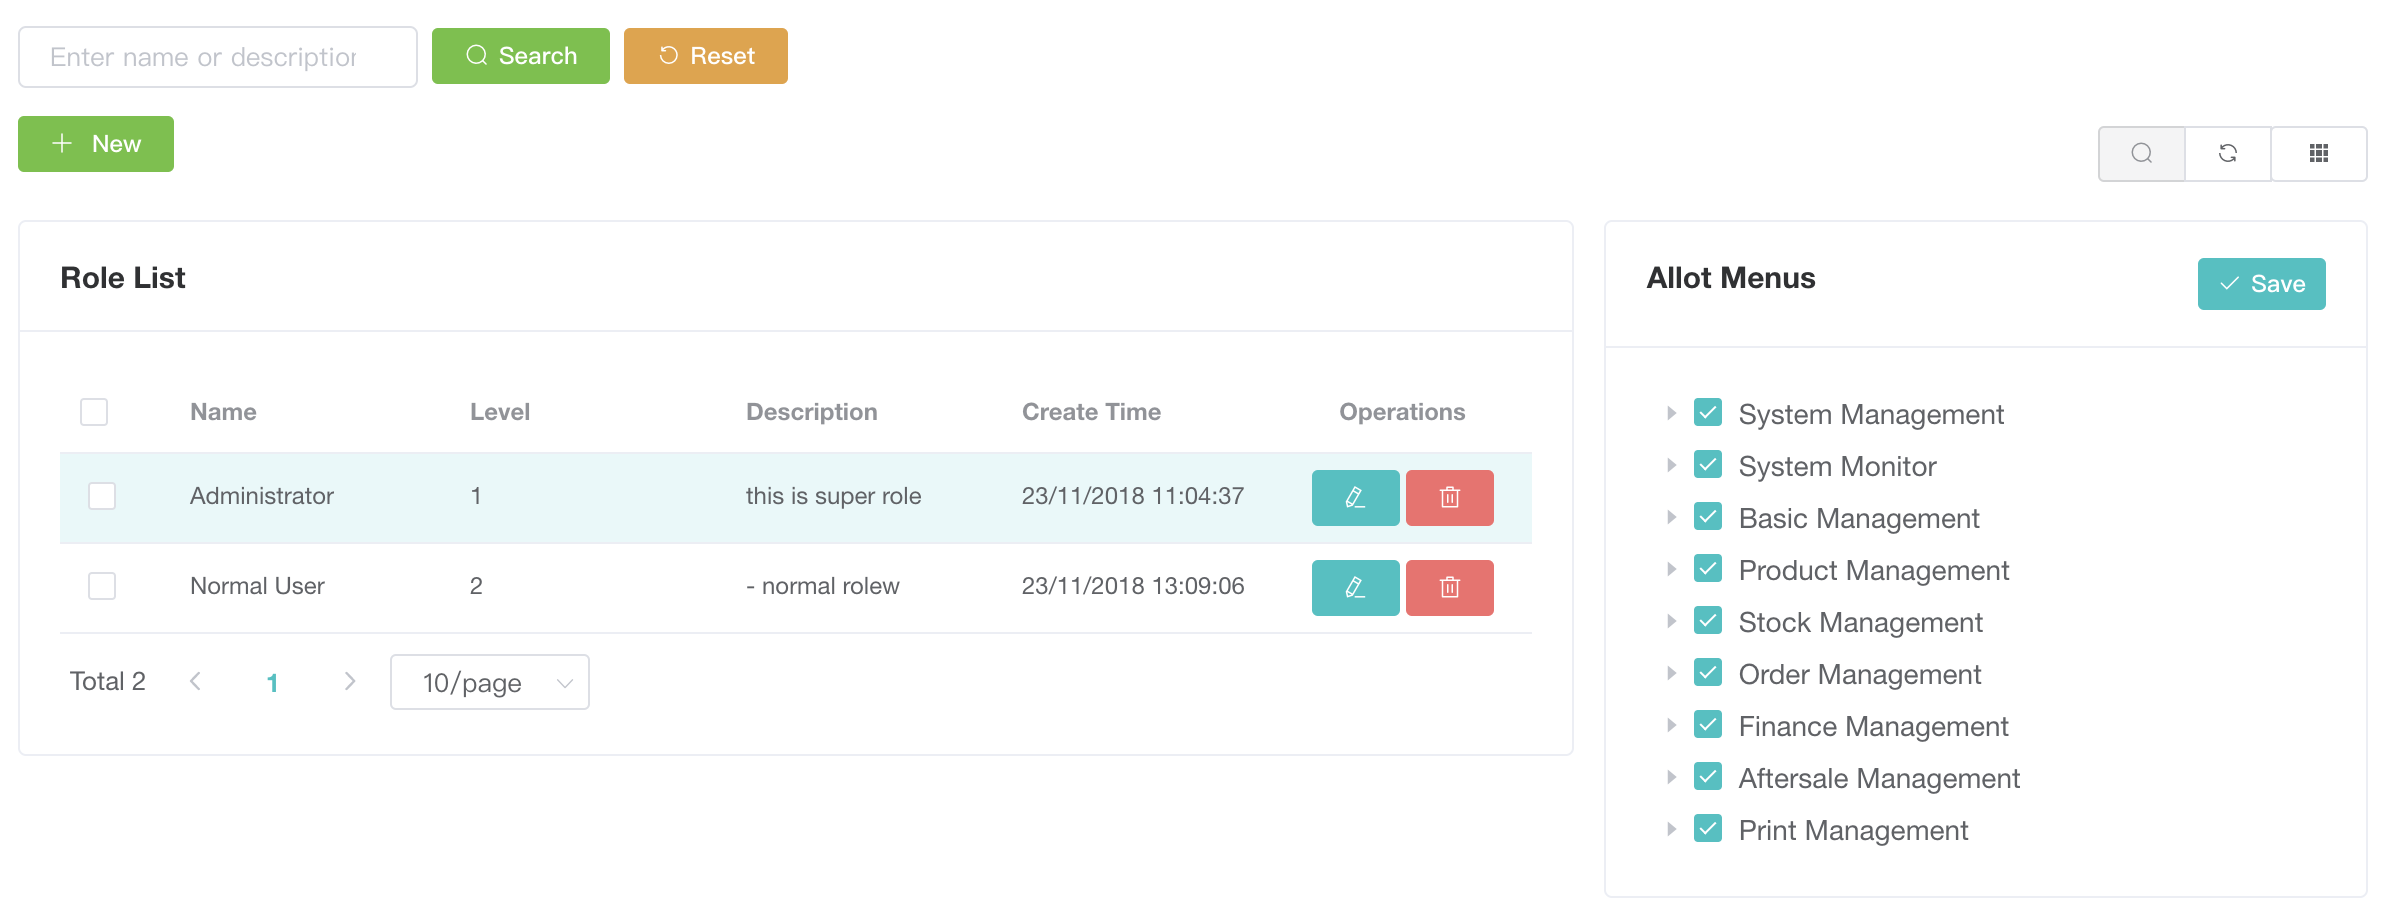 Enter name or description
Search
Reset
New
Role List
Name Level Description Create Time Operations
Administrator 1 this is super role 23/11/2018 11:04:37
Normal User 2 - normal rolew 23/11/2018 13:09:06
Total 2 1 10/page
Allot Menus
Save
System Management
System Monitor
Basic Management
Product Management
Stock Management
Order Management
Finance Management
Aftersale Management
Print Management